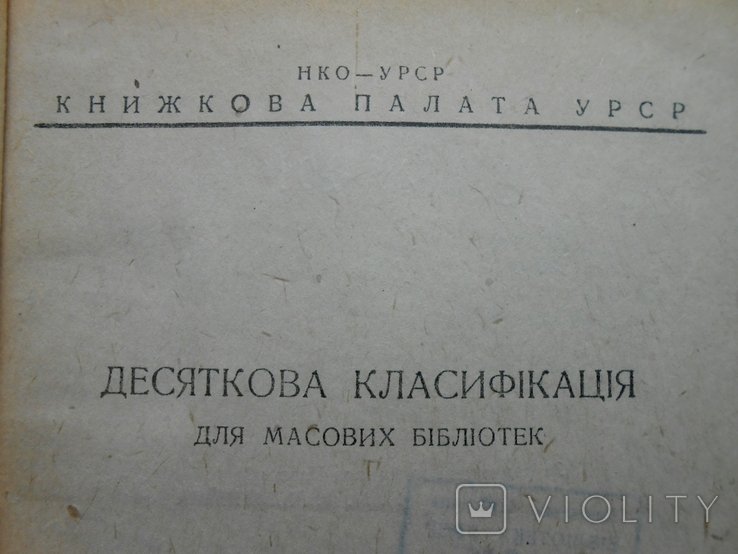 НКО—УРСР
КНИЖКОВА ПАЛАТА УРСР
ДЕСЯТКОВА КЛАСИФІКАЦІЯ
ДЛЯ МАСОВИХ БІБЛІОТЕК
VIOLITY